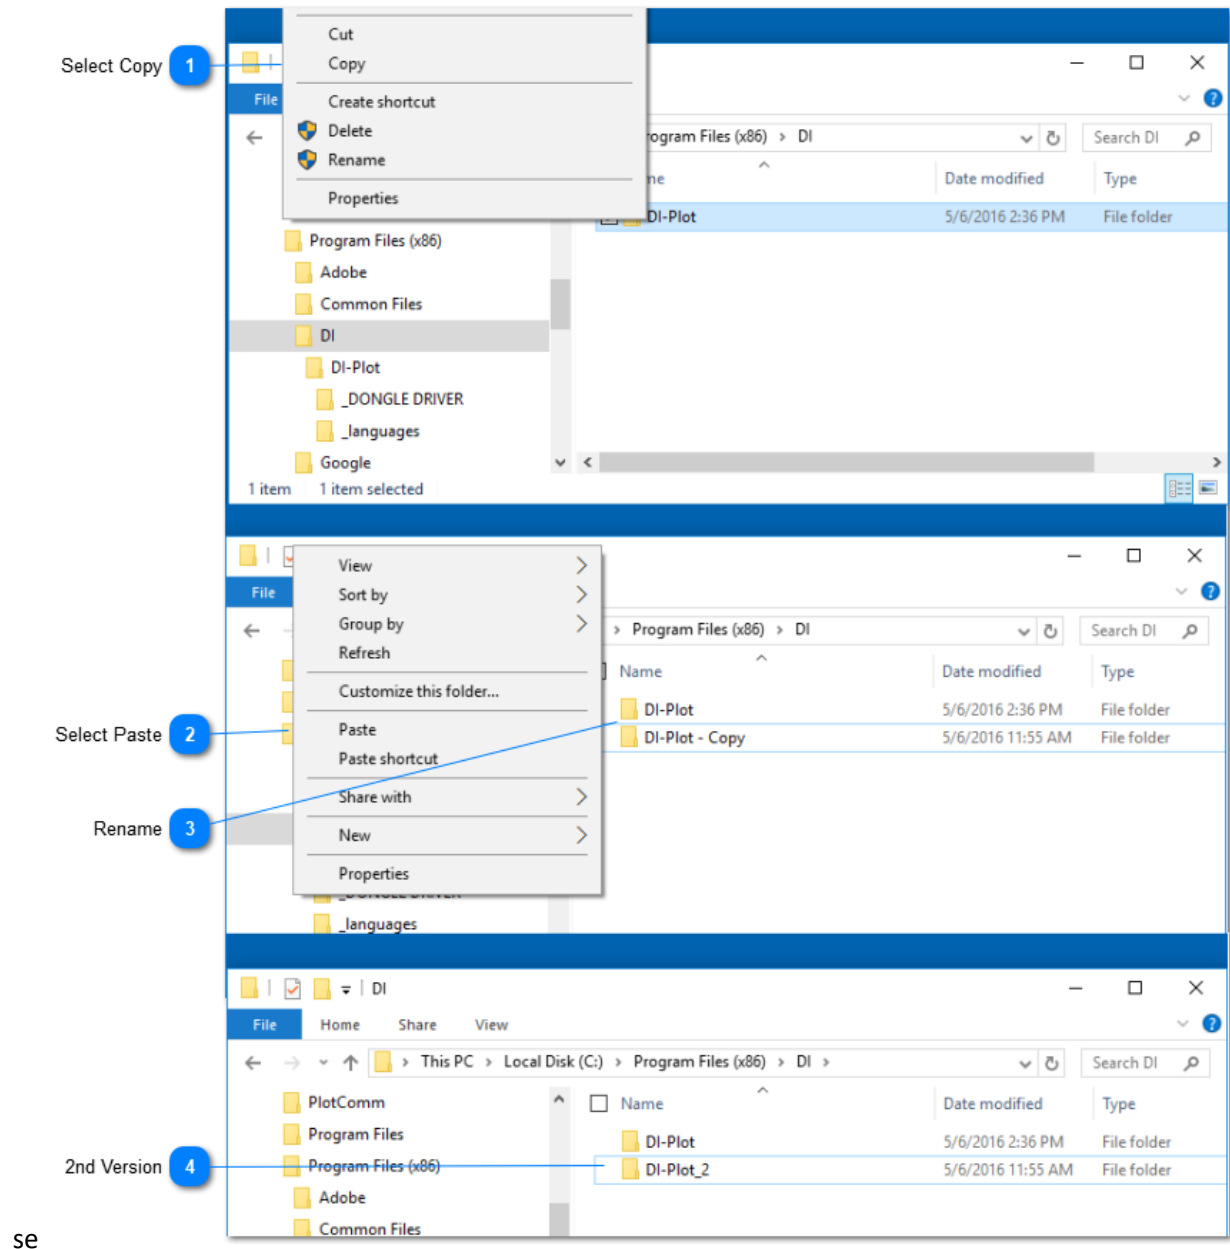 Cut
Select Copy 1 Copy
File Create shortcut
Delete
rogram Files (x86) > DI Search DI
Rename
me Date modified Type
Properties
DI-Plot 5/6/2016 2:36 PM File folder
Program Files (x86)
Adobe
Common Files
DI
DI-Plot
_DONGLE DRIVER
_languages
Google
1 item 1 item selected
View
File Sort by
Group by > Program Files (x86) > DI Search DI
Refresh
Name Date modified Type
Customize this folder...
DI-Plot 5/6/2016 2:36 PM File folder
Select Paste 2 Paste DI-Plot - Copy 5/6/2016 11:55 AM File folder
Paste shortcut
Share with
Rename 3 New
Properties
_DONGLE DRIVER
_languages
DI
File Home Share View
> This PC > Local Disk (C:) > Program Files (x86) > DI > Search DI
PlotComm Name Date modified Type
Program Files DI-Plot 5/6/2016 2:36 PM File folder
2nd Version 4 Program Files (x86) DI-Plot_2 5/6/2016 11:55 AM File folder
Adobe
Common Files
se